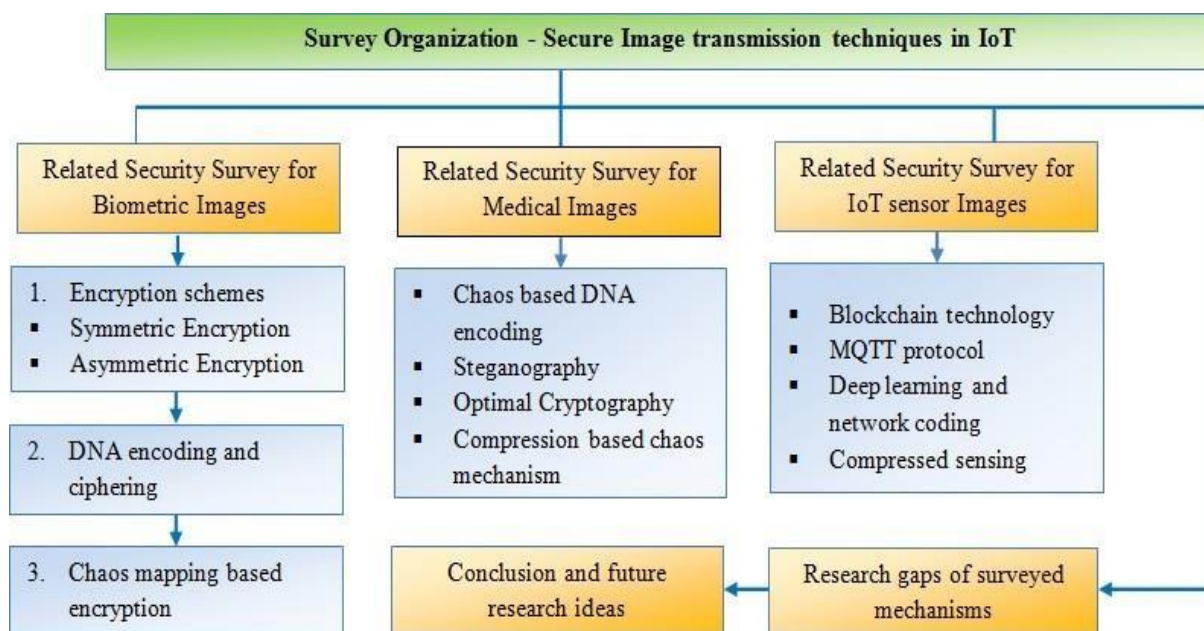 Survey Organization - Secure Image transmission techniques in IoT
Related Security Survey for
Biometric Images
1. Encryption schemes
▪ Symmetric Encryption
▪ Asymmetric Encryption
2. DNA encoding and
ciphering
3. Chaos mapping based
encryption
Related Security Survey for
Medical Images
▪ Chaos based DNA
encoding
▪ Steganography
▪ Optimal Cryptography
▪ Compression based chaos
mechanism
Related Security Survey for
IoT sensor Images
▪ Blockchain technology
▪ MQTT protocol
▪ Deep learning and
network coding
▪ Compressed sensing
Research gaps of surveyed
mechanisms
Conclusion and future
research ideas